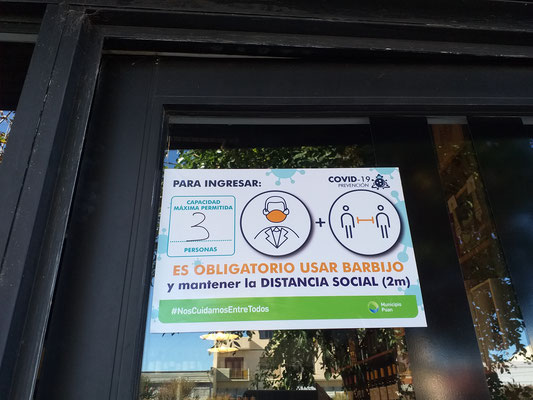 PARA INGRESAR:
COVID-19
PREVENCIÓN
CAPACIDAD
MÁXIMA PERMITIDA
3
PERSONAS
+
ES OBLIGATORIO USAR BARBIJO
y mantener la DISTANCIA SOCIAL (2m)
#NosCuidamosEntreTodos
Municipio